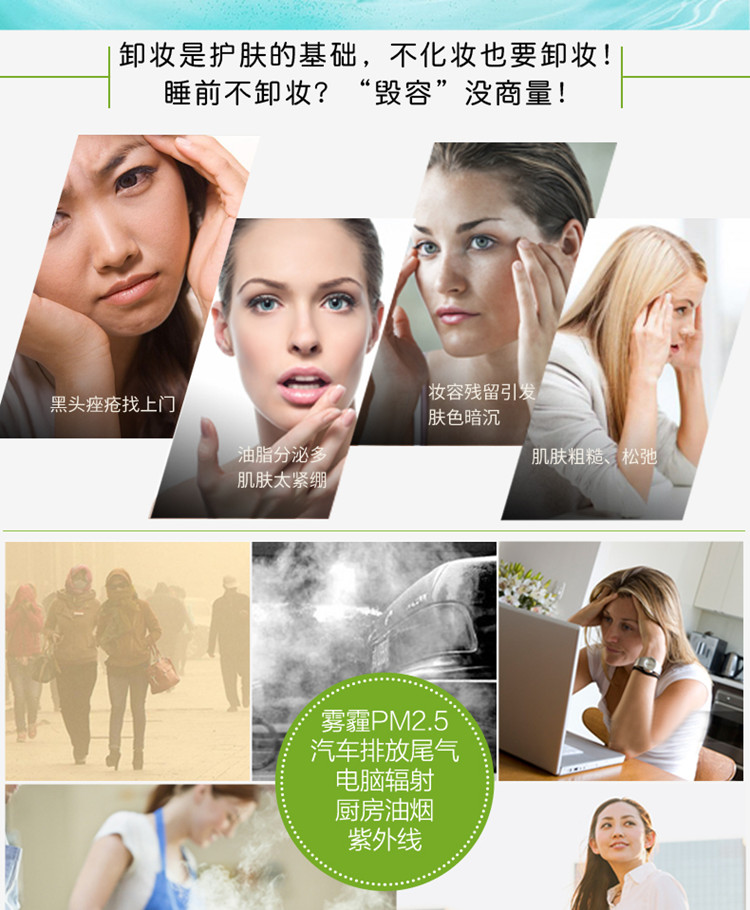 卸妆是护肤的基础，不化妆也要卸妆！
睡前不卸妆？“毁容”没商量！
黑头痤疮找上门
油脂分泌多
肌肤太紧绷
妆容残留引发
肤色暗沉
肌肤粗糙、松弛
雾霾PM2.5
汽车排放尾气
电脑辐射
厨房油烟
紫外线